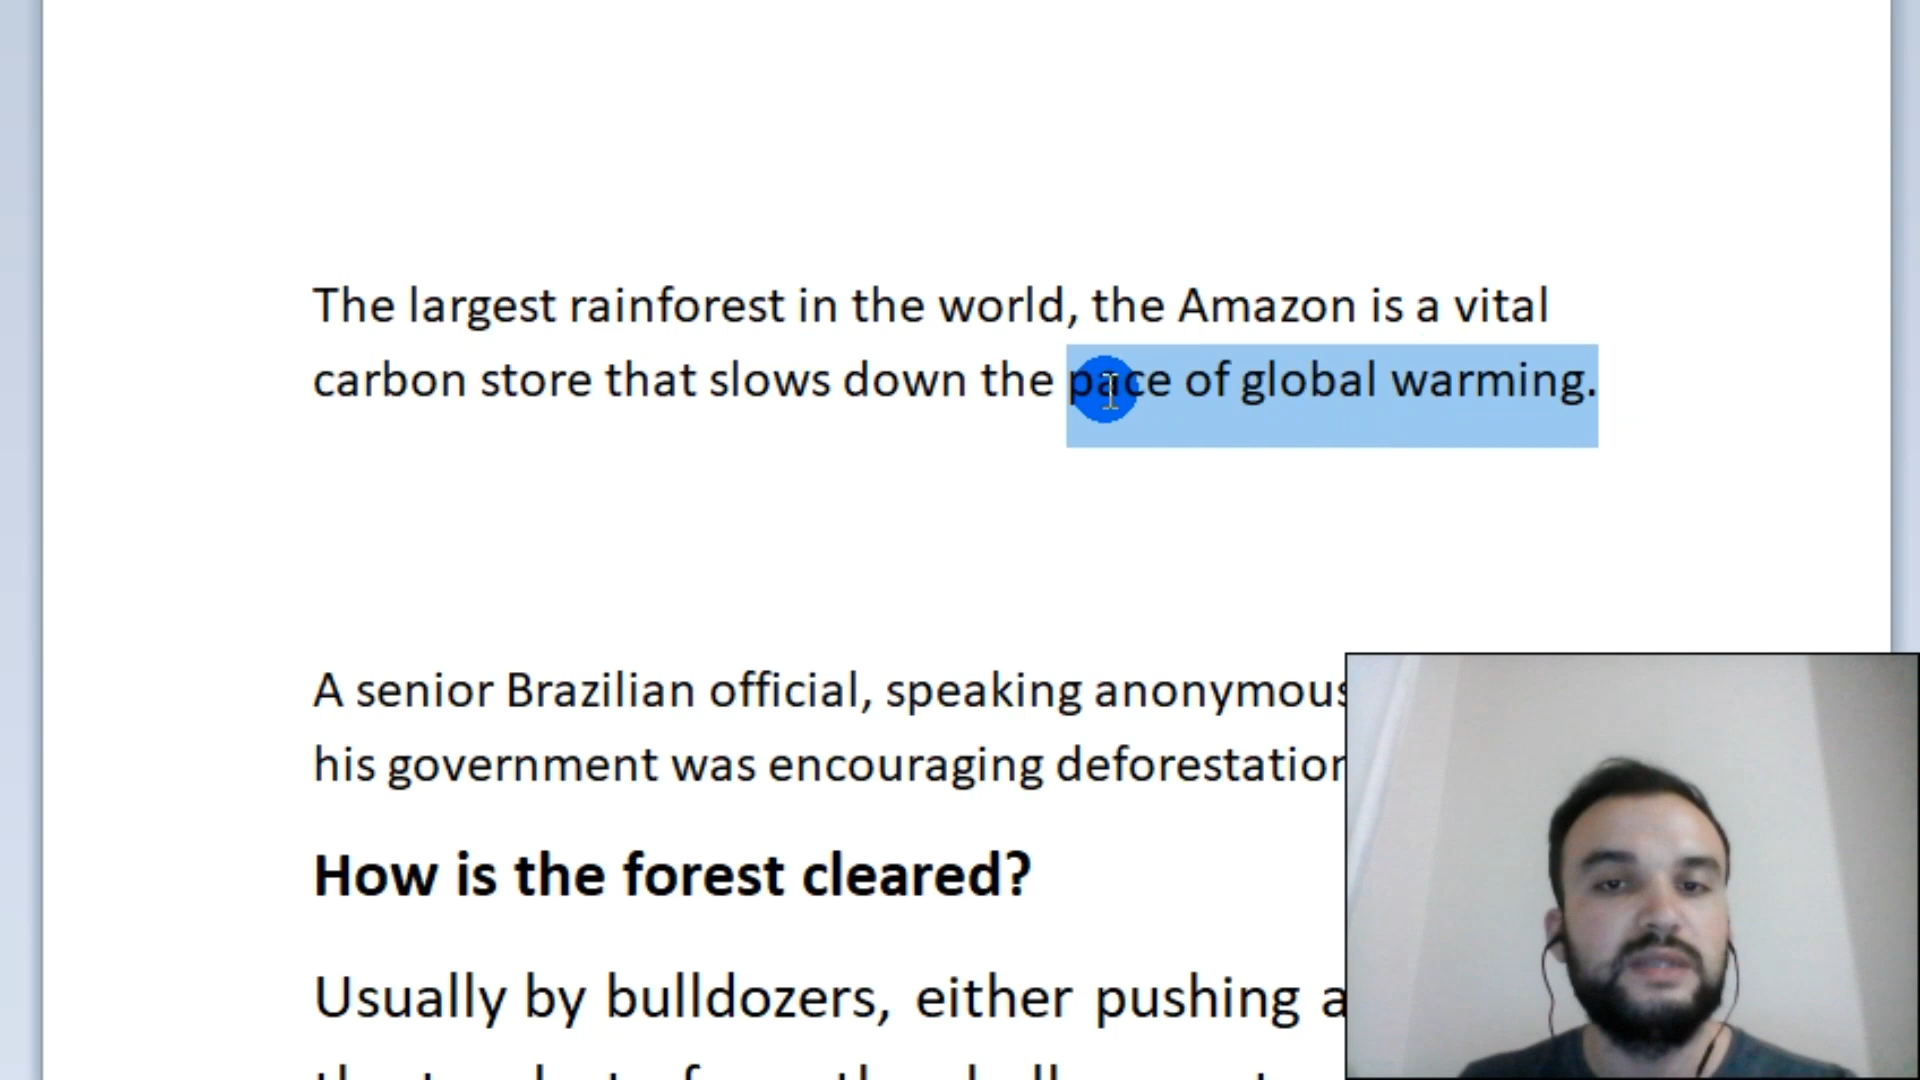 The largest rainforest in the world, the Amazon is a vital
carbon store that slows down the pace of global warming.
A senior Brazilian official, speaking
his government was encouraging
How is the forest cleared?
Usually by bulldozers, either pushing